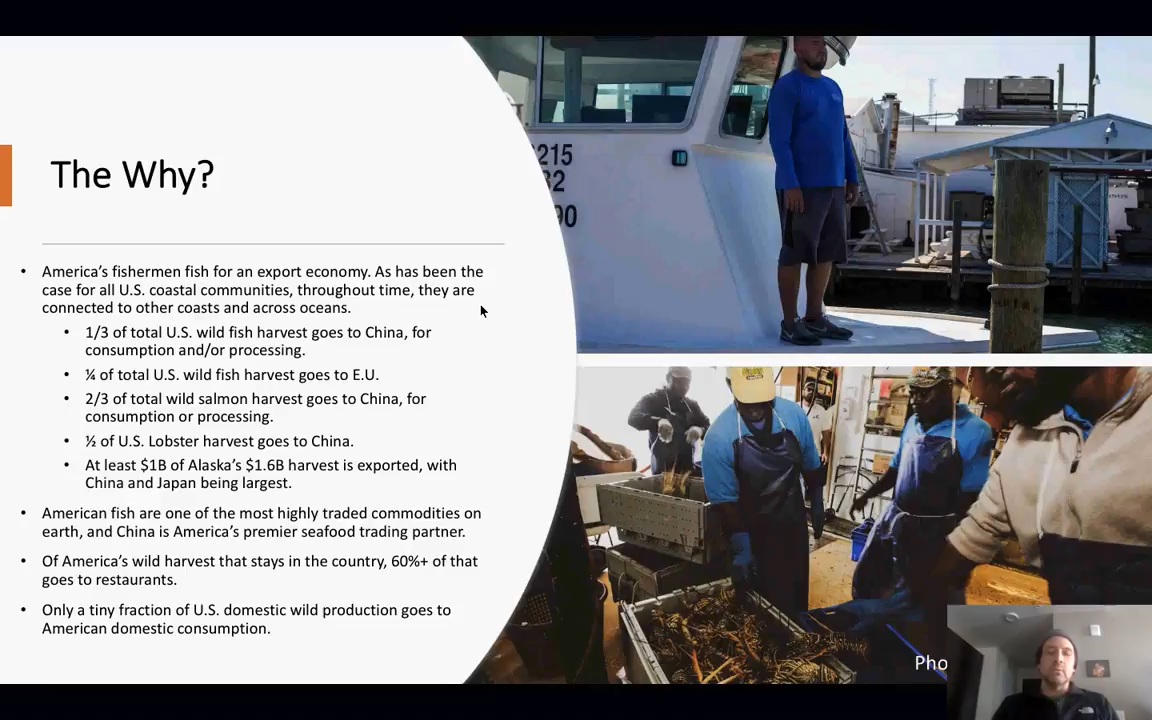 The Why?
• America's fishermen fish for an export economy. As has been the
case for all U.S. coastal communities, throughout time, they are
connected to other coasts and across oceans.
• 1/3 of total U.S. wild fish harvest goes to China, for
consumption and/or processing.
• ¼ of total U.S. wild fish harvest goes to E.U.
• 2/3 of total wild salmon harvest goes to China, for
consumption or processing.
• ½ of U.S. Lobster harvest goes to China.
• At least $1B of Alaska's $1.6B harvest is exported, with
China and Japan being largest.
• American fish are one of the most highly traded commodities on
earth, and China is America's premier seafood trading partner.
• Of America's wild harvest that stays in the country, 60%+ of that
goes to restaurants.
• Only a tiny fraction of U.S. domestic wild production goes to
American domestic consumption.
215
32
90
Pho